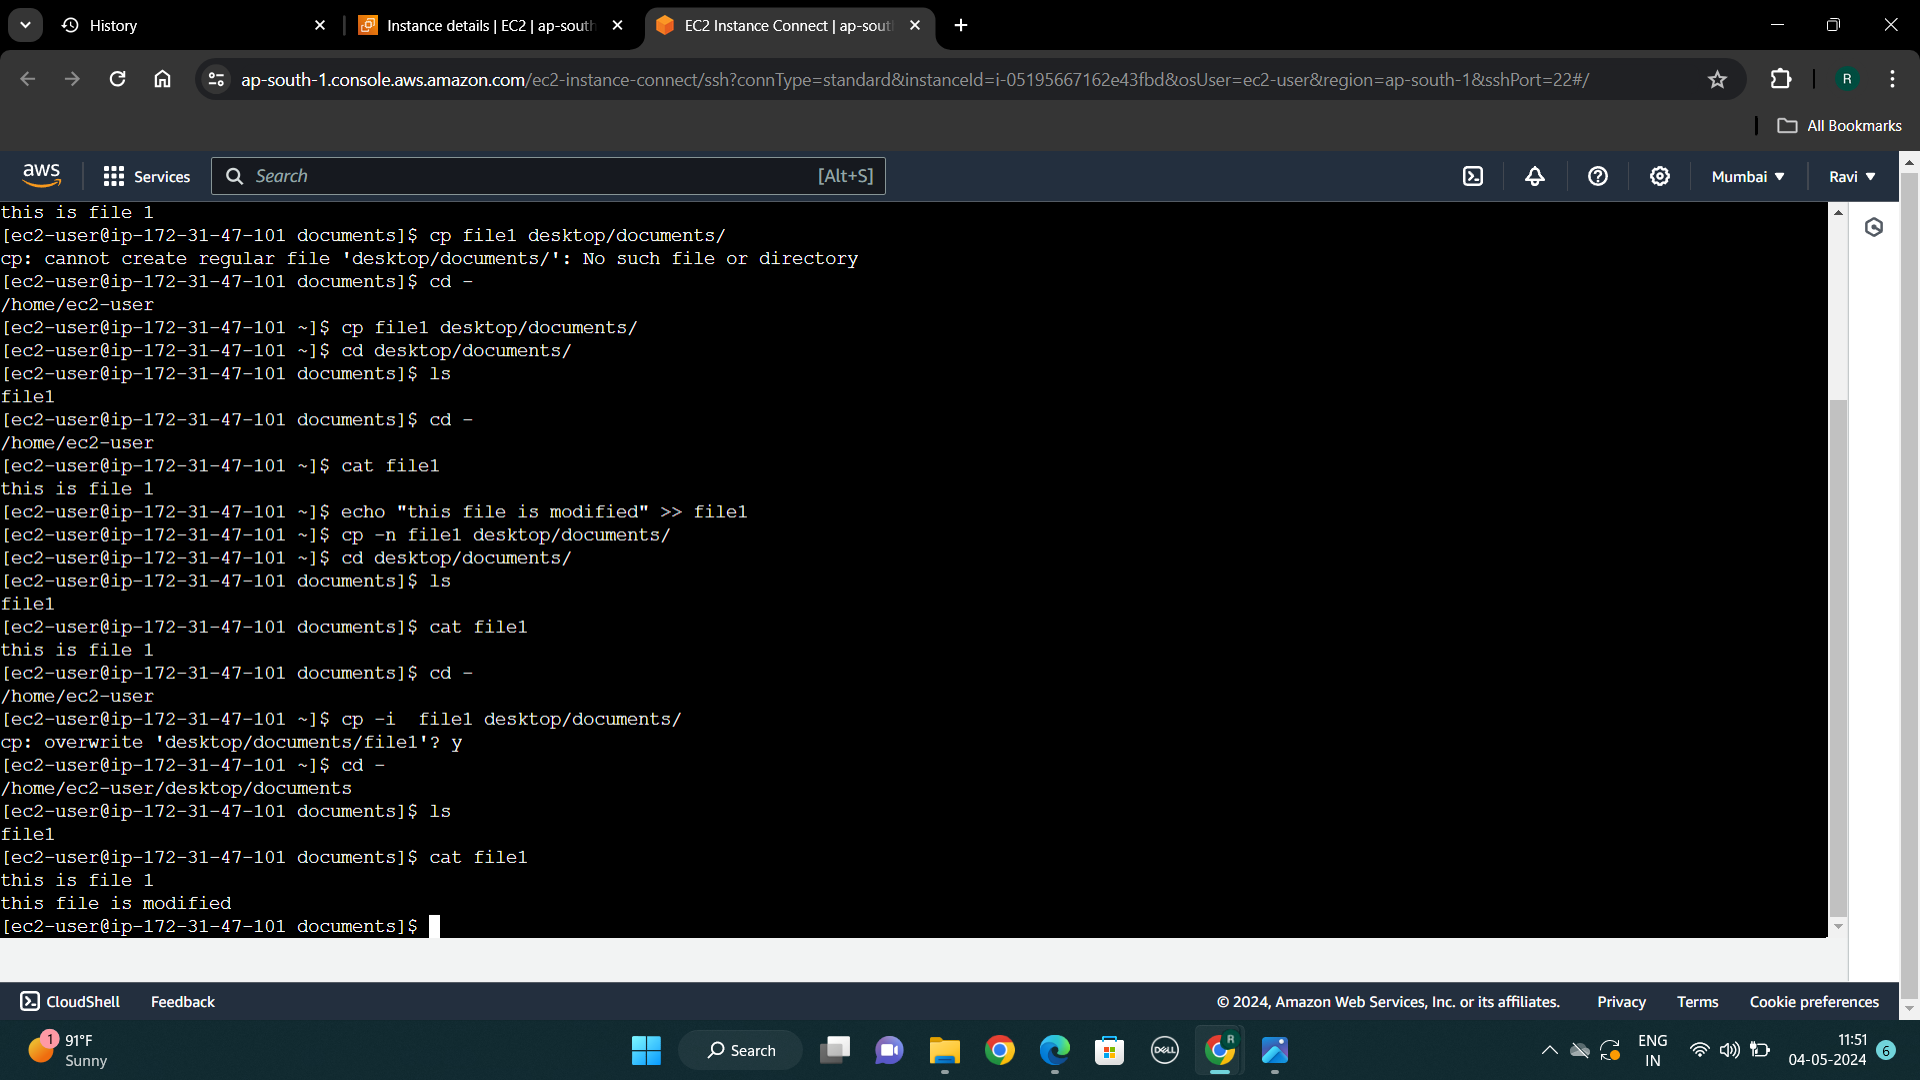 History
Instance details | EC2 | ap-south
EC2 Instance Connect | ap-sout
ap-south-1.console.aws.amazon.com/ec2-instance-connect/ssh?connType=standard&instanceId=i-05195667162e43fbd&osUser=ec2-user&region=ap-south-1&sshPort=22#/
R
All Bookmarks
aws
Services
Search
[Alt+S]
Mumbai
Ravi
this is file 1
[ec2-user@ip-172-31-47-101 documents]$ cp file1 desktop/documents/
cp: cannot create regular file 'desktop/documents/': No such file or directory
[ec2-user@ip-172-31-47-101 documents]$ cd -
/home/ec2-user
[ec2-user@ip-172-31-47-101 ~]$ cp file1 desktop/documents/
[ec2-user@ip-172-31-47-101 ~]$ cd desktop/documents/
[ec2-user@ip-172-31-47-101 documents]$ ls
file1
[ec2-user@ip-172-31-47-101 documents]$ cd -
/home/ec2-user
[ec2-user@ip-172-31-47-101 ~]$ cat file1
this is file 1
[ec2-user@ip-172-31-47-101 ~]$ echo "this file is modified" >> file1
[ec2-user@ip-172-31-47-101 ~]$ cp -n file1 desktop/documents/
[ec2-user@ip-172-31-47-101 ~]$ cd desktop/documents/
[ec2-user@ip-172-31-47-101 documents]$ ls
file1
[ec2-user@ip-172-31-47-101 documents]$ cat file1
this is file 1
[ec2-user@ip-172-31-47-101 documents]$ cd -
/home/ec2-user
[ec2-user@ip-172-31-47-101 ~]$ cp -i  file1 desktop/documents/
cp: overwrite 'desktop/documents/file1'? y
[ec2-user@ip-172-31-47-101 ~]$ cd -
/home/ec2-user/desktop/documents
[ec2-user@ip-172-31-47-101 documents]$ ls
file1
[ec2-user@ip-172-31-47-101 documents]$ cat file1
this is file 1
this file is modified
[ec2-user@ip-172-31-47-101 documents]$
CloudShell
Feedback
© 2024, Amazon Web Services, Inc. or its affiliates.
Privacy
Terms
Cookie preferences
1
91°F
Sunny
Search
DELL
R
ENG
IN
11:51
04-05-2024
6